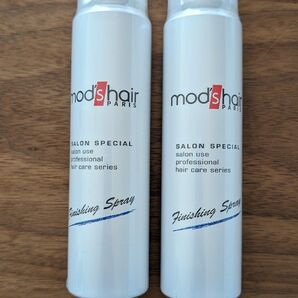 mod's hair
PARIS
SALON SPECIAL
salon use
professional
hair care series
Finishing Spray
mod's hair
PARIS
SALON SPECIAL
salon use
professional
hair care series
Finishing Spray